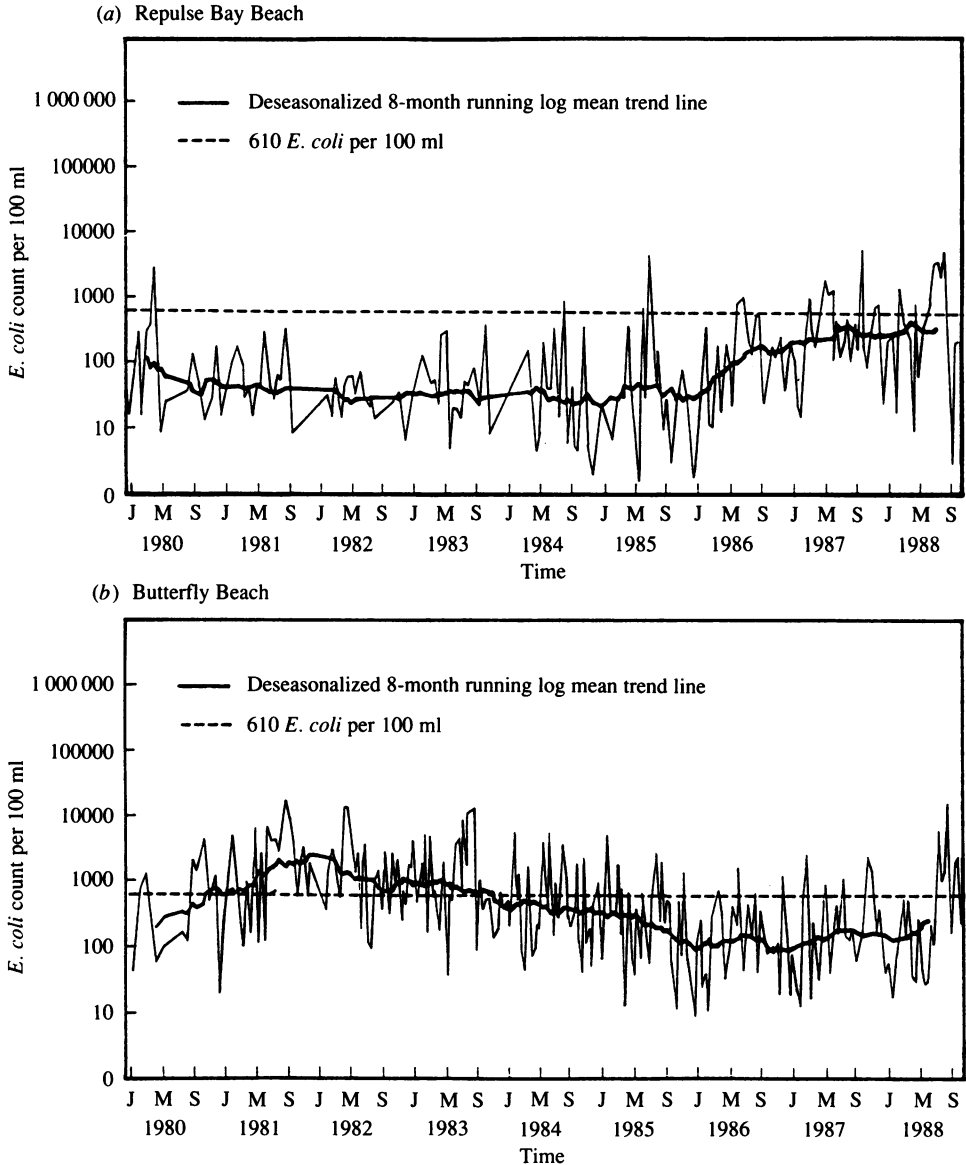 (a) Repulse Bay Beach
1 000 000
100000
10000
1000
100
10
0
E. coli count per 100 ml
Deseasonalized 8-month running log mean trend line
610 E. coli per 100 ml
J M S J M S J M S J M S J M S J M S J M S J M S J M S
1980 1981 1982 1983 1984 1985 1986 1987 1988
Time
(b) Butterfly Beach
1 000 000
100000
10000
1000
100
10
0
E. coli count per 100 ml
Deseasonalized 8-month running log mean trend line
610 E. coli per 100 ml
J M S J M S J M S J M S J M S J M S J M S J M S J M S
1980 1981 1982 1983 1984 1985 1986 1987 1988
Time